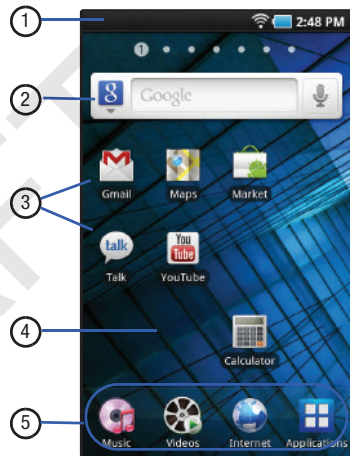 1
2:48 PM
1
2
8
Google
Gmail Maps Market
3
talk You Tube
Talk YouTube
4
Calculator
5
Music Videos Internet Applications